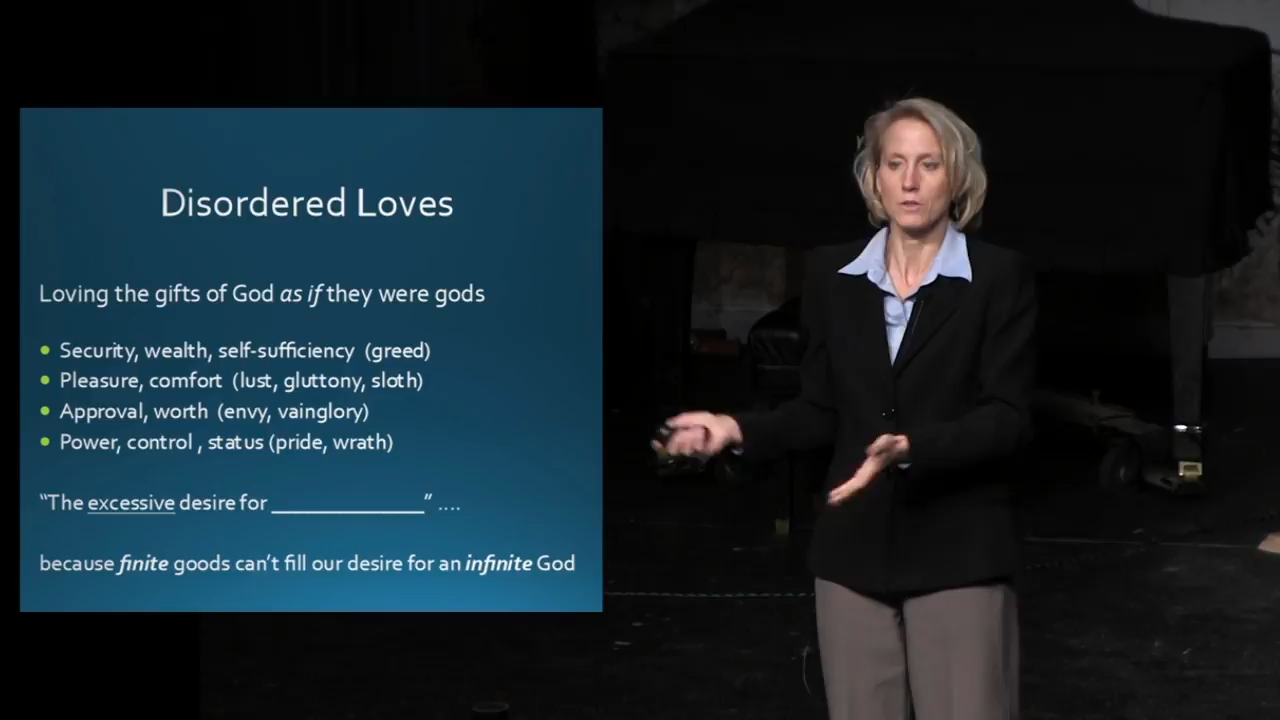 Disordered Loves
Loving the gifts of God as if they were gods
Security, wealth, self-sufficiency (greed)
Pleasure, comfort (lust, gluttony, sloth)
Approval, worth (envy, vainglory)
Power, control , status (pride, wrath)
“The excessive desire for ______________” ....
because finite goods can’t fill our desire for an infinite God